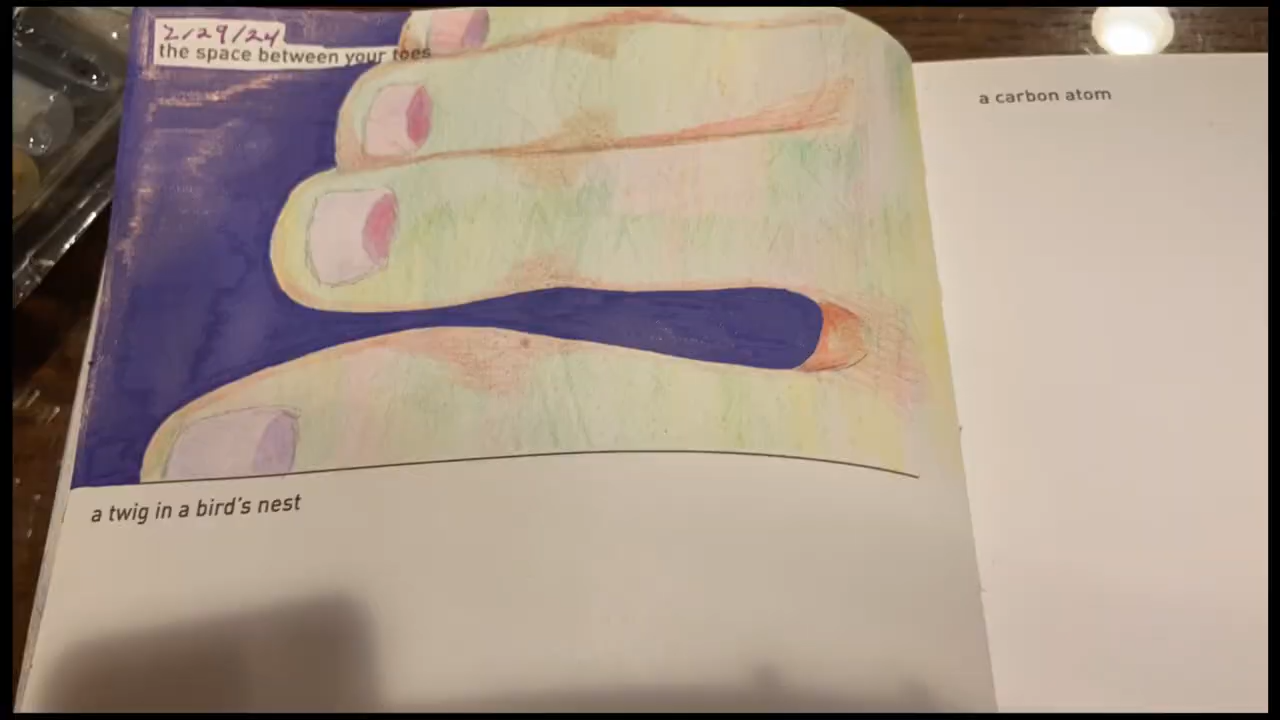 2/29/24
the space between your toes
a twig in a bird's nest
a carbon atom